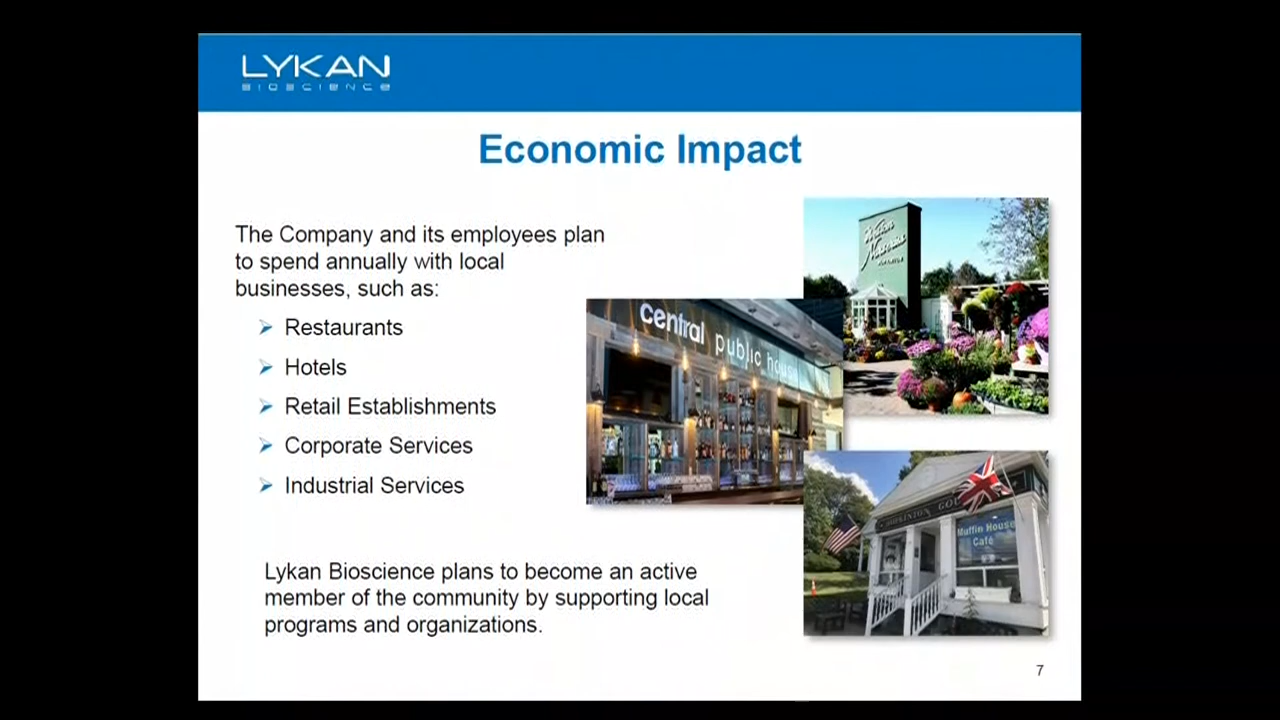 LYKAN
BIOSCIENCE
Economic Impact
The Company and its employees plan
to spend annually with local
businesses, such as:
Restaurants
Hotels
Retail Establishments
Corporate Services
Industrial Services
Lykan Bioscience plans to become an active
member of the community by supporting local
programs and organizations.
central public house
Muffin House
Cafe
7